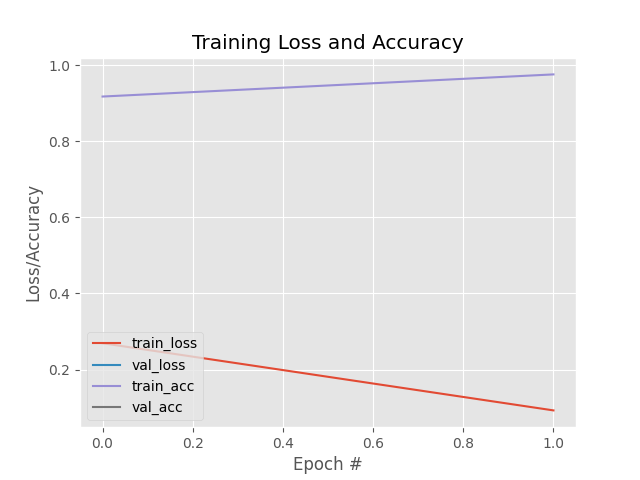 Training Loss and Accuracy
1.0
0.8
0.6
0.4
0.2
Loss/Accuracy
train_loss
val_loss
train_acc
val_acc
0.0 0.2 0.4 0.6 0.8 1.0
Epoch #